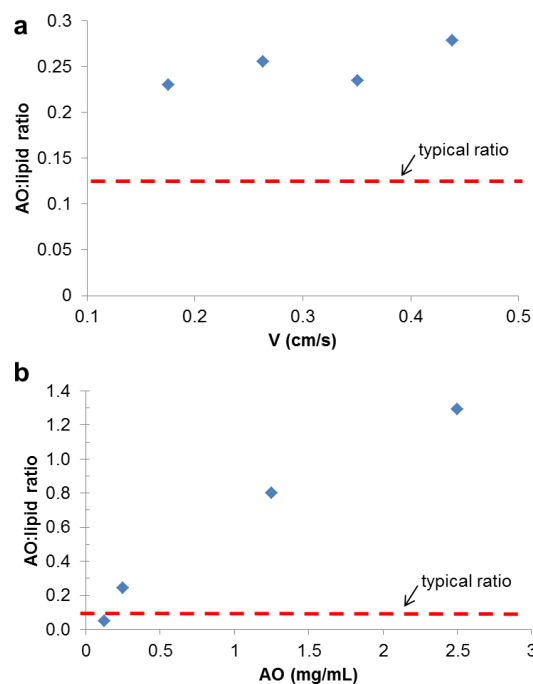 a
0.3
0.25
0.2
0.15
0.1
0.05
0
AO:lipid ratio
typical ratio
0.1 0.2 0.3 0.4 0.5
V (cm/s)
b
1.4
1.2
1.0
0.8
0.6
0.4
0.2
0.0
AO:lipid ratio
typical ratio
0 0.5 1 1.5 2 2.5 3
AO (mg/mL)